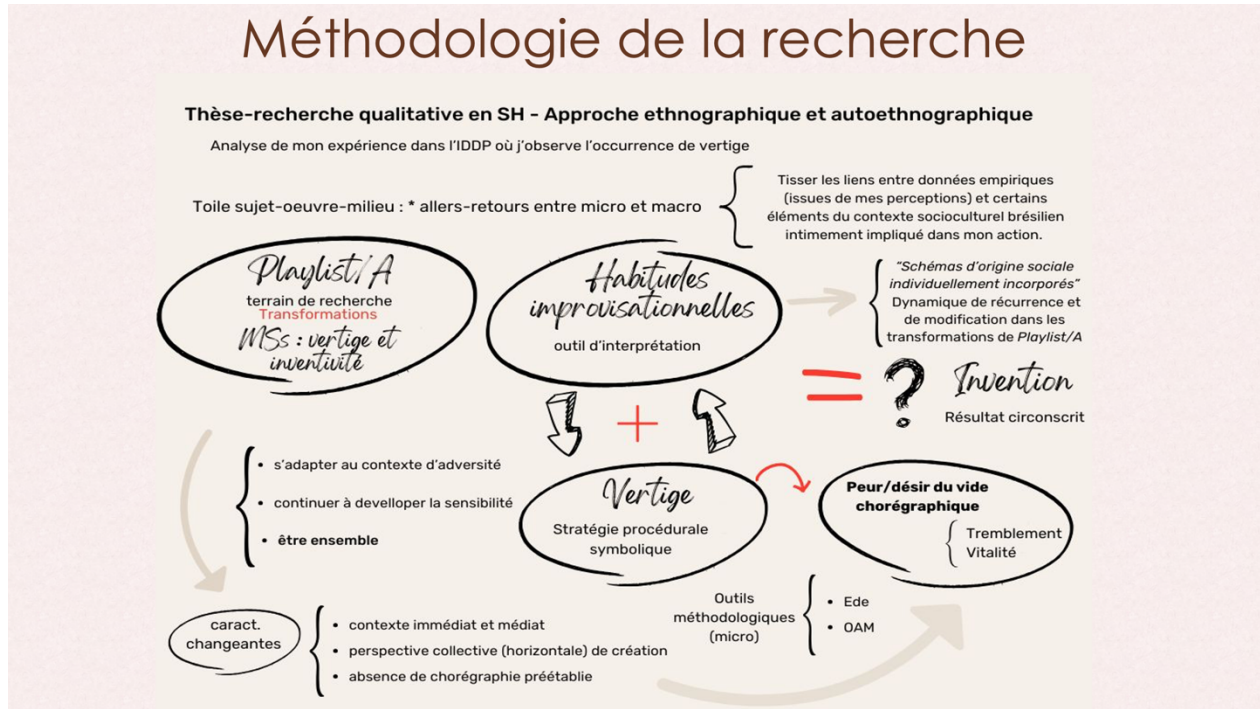 Méthodologie de la recherche
Thèse-recherche qualitative en SH - Approche ethnographique et autoethnographique
Analyse de mon expérience dans l'IDDP où j'observe l'occurrence de vertige
Toile sujet-oeuvre-milieu : * allers-retours entre micro et macro
Tisser les liens entre données empiriques
(issues de mes perceptions) et certains
éléments du contexte socioculturel brésilien
intimement impliqué dans mon action.
Playlist/A
terrain de recherche
Transformations
MSs : vertige et
inventivité
Habitudes
improvisationnelles
outil d'interprétation
"Schémas d'origine sociale
individuellement incorporés"
Dynamique de récurrence et
de modification dans les
transformations de Playlist/A
+
= ? Invention
Résultat circonscrit
• s'adapter au contexte d'adversité
• continuer à develloper la sensibilité
• être ensemble
Vertige
Stratégie procédurale
symbolique
Peur/désir du vide
chorégraphique
Tremblement
Vitalité
caract.
changeantes
• contexte immédiat et médiat
• perspective collective (horizontale) de création
• absence de chorégraphie préétablie
Outils
méthodologiques
(micro)
• Ede
• OAM